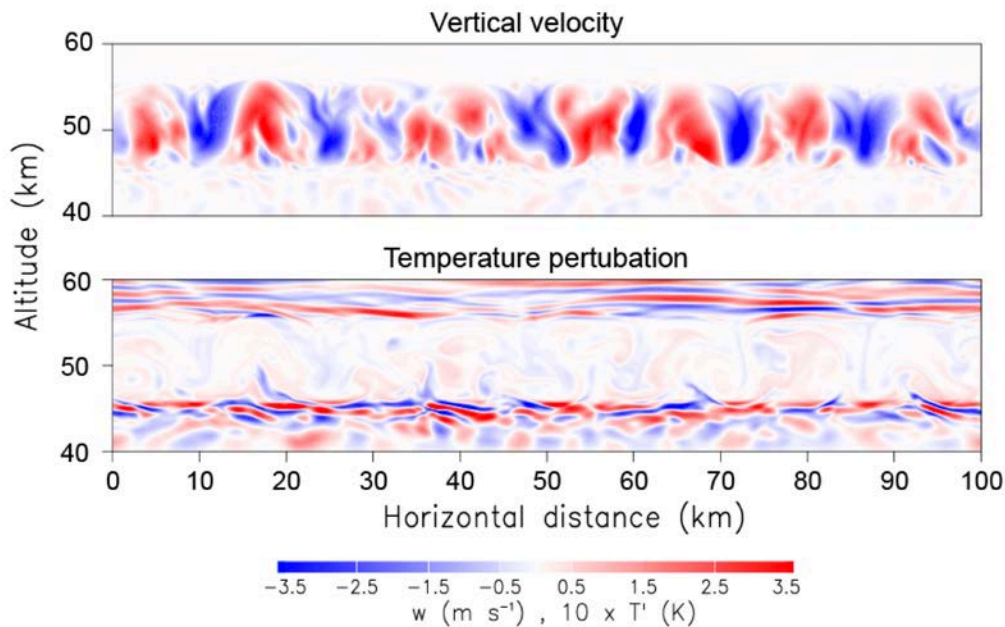 Vertical velocity
60
50
40
Altitude (km)
Temperature pertubation
60
50
40
0 10 20 30 40 50 60 70 80 90 100
Horizontal distance (km)
−3.5 −2.5 −1.5 −0.5 0.5 1.5 2.5 3.5
w (m s⁻¹) , 10 x T' (K)